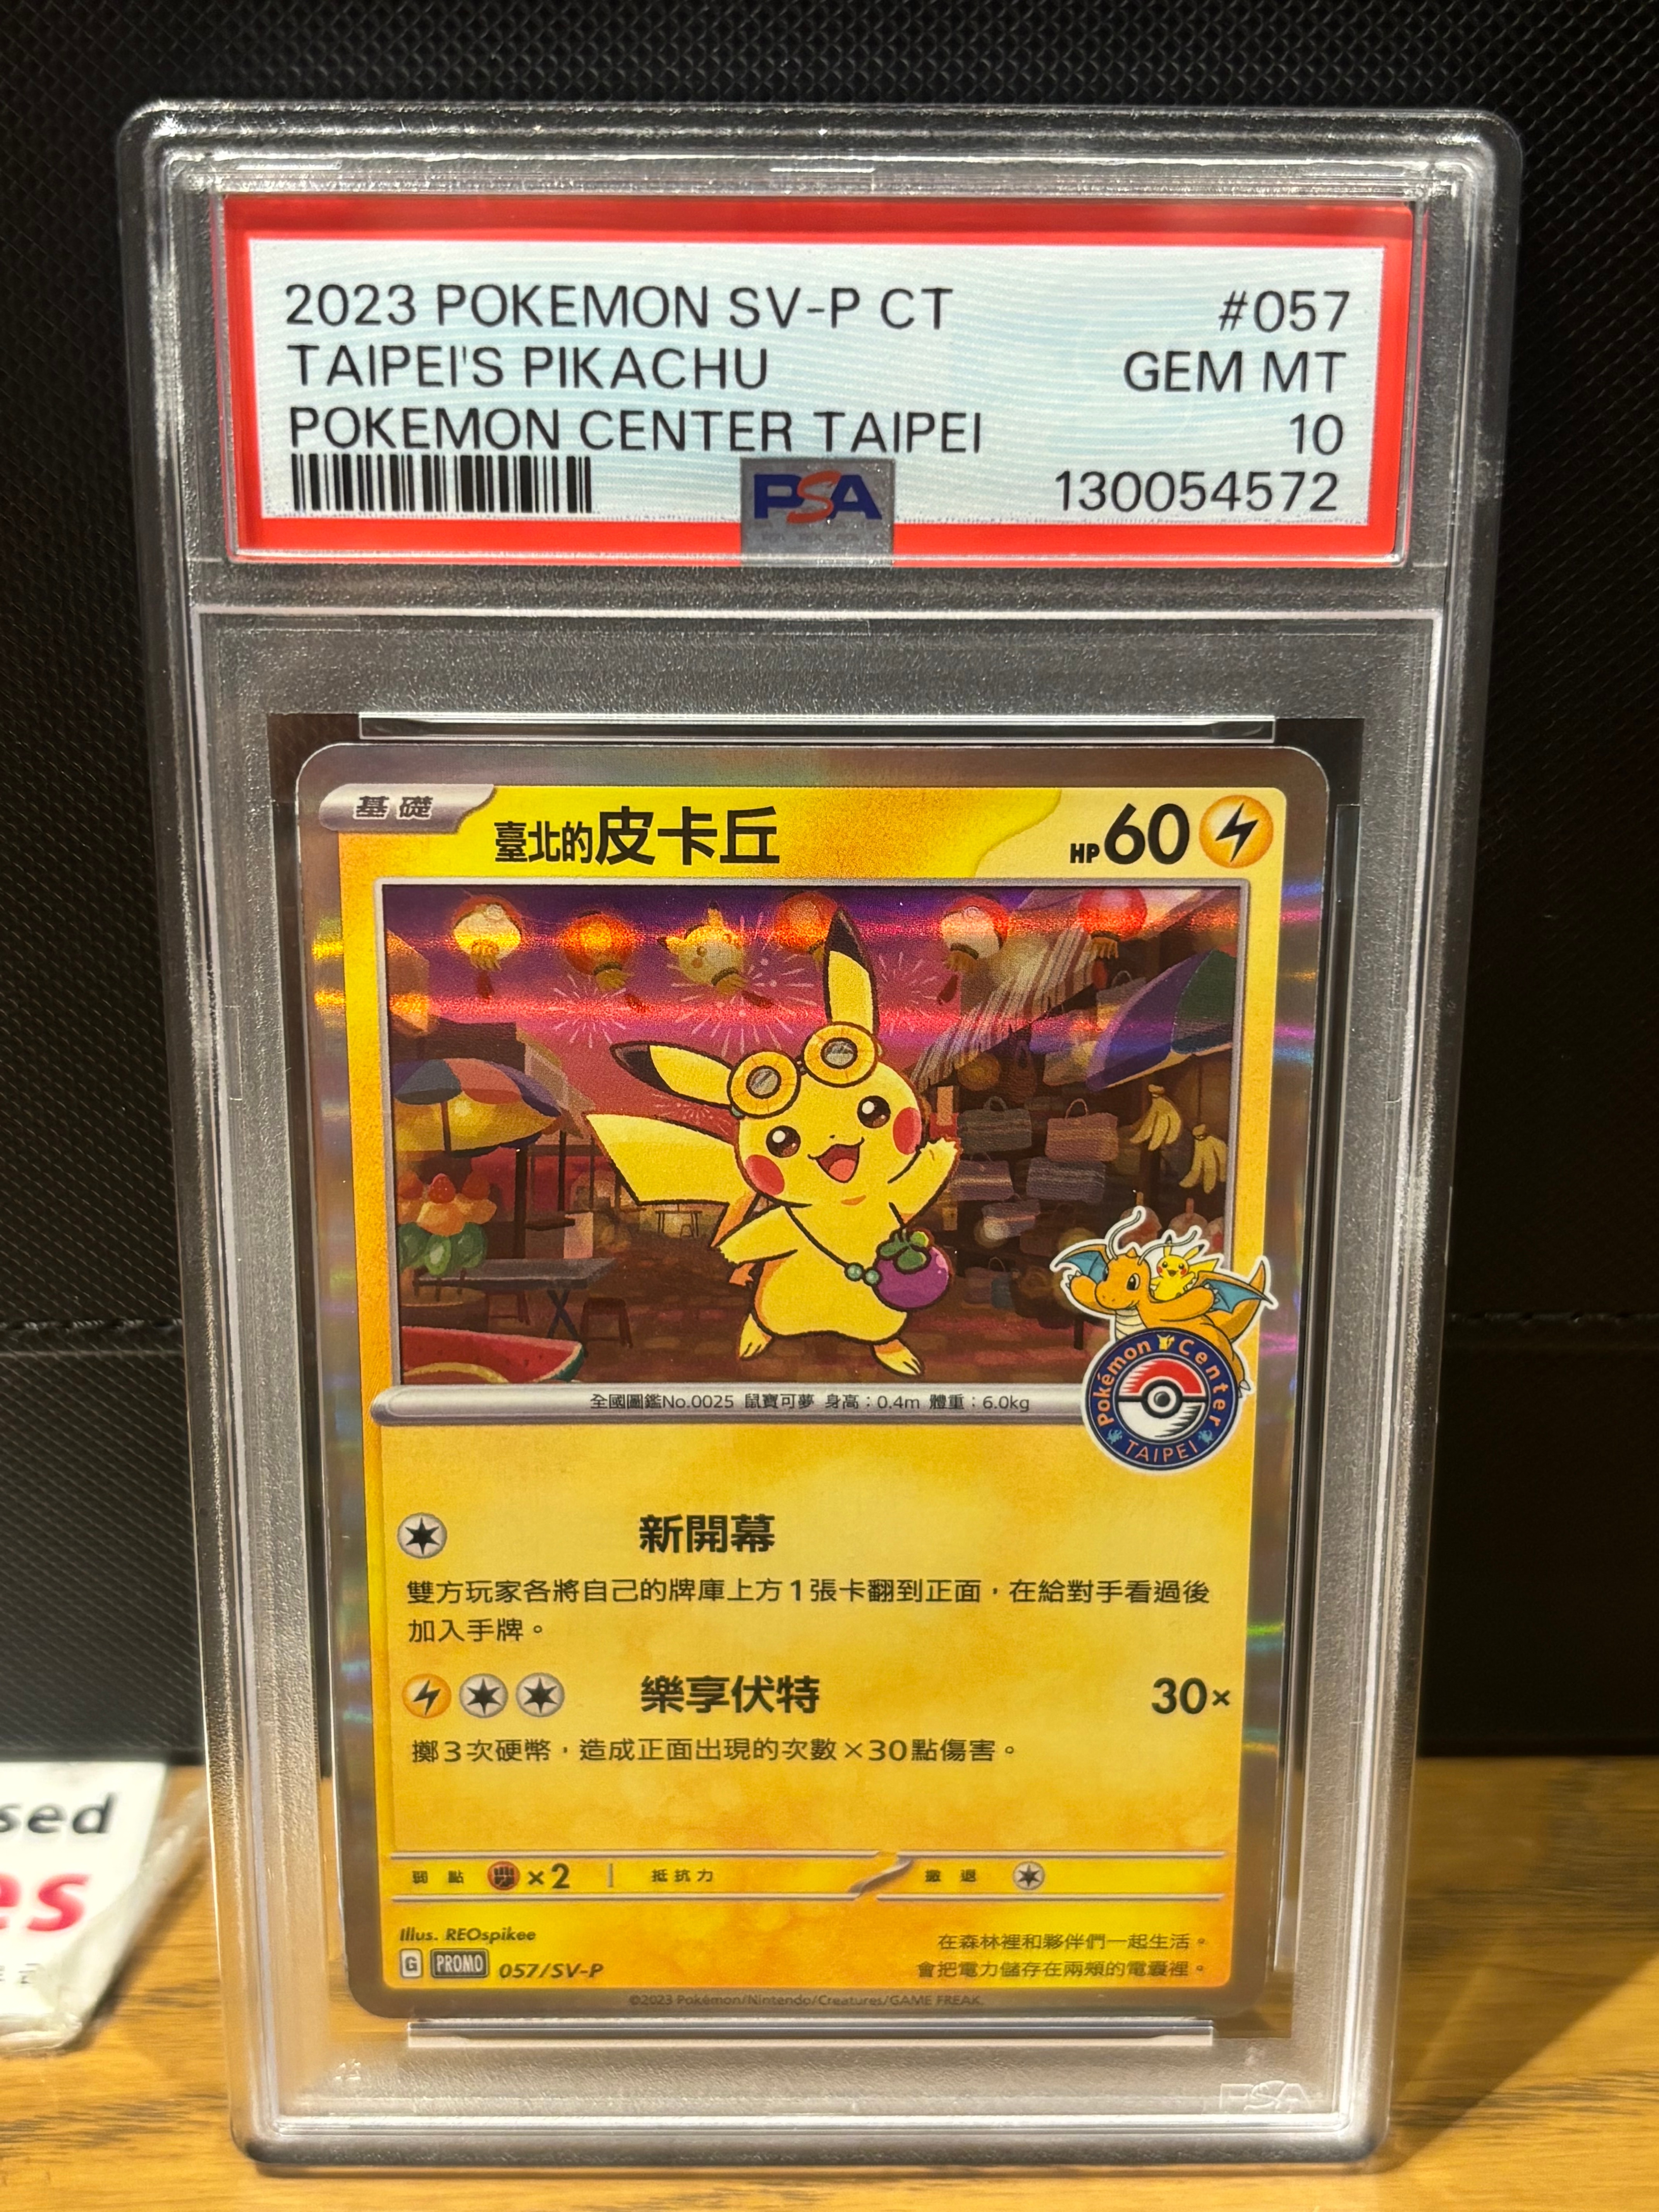 2023 POKEMON SV-P CT #057
TAIPEI'S PIKACHU GEM MT
POKEMON CENTER TAIPEI 10
PSA 130054572
基礎 臺北的皮卡丘 HP60
全國圖鑑No.0025 鼠寶可夢 身高：0.4m 體重：6.0kg
Pokémon Center
TAIPEI
新開幕
雙方玩家各將自己的牌庫上方1張卡翻到正面，在給對手看過後
加入手牌。
樂享伏特 30×
擲3次硬幣，造成正面出現的次數×30點傷害。
弱點 ×2 抵抗力 撤退
Illus. REOspikee
G PROMO 057/SV-P
在森林裡和夥伴們一起生活。
會把電力儲存在兩頰的電囊裡。
©2023 Pokémon/Nintendo/Creatures/GAME FREAK.
PSA
sed
es